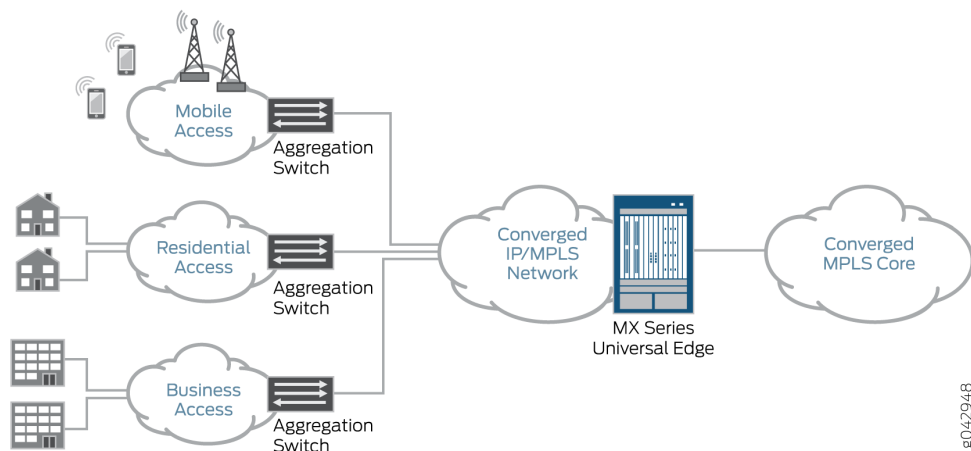 Mobile
Access
Aggregation
Switch
Residential
Access
Aggregation
Switch
Business
Access
Aggregation
Switch
Converged
IP/MPLS
Network
MX Series
Universal Edge
Converged
MPLS Core
g042948